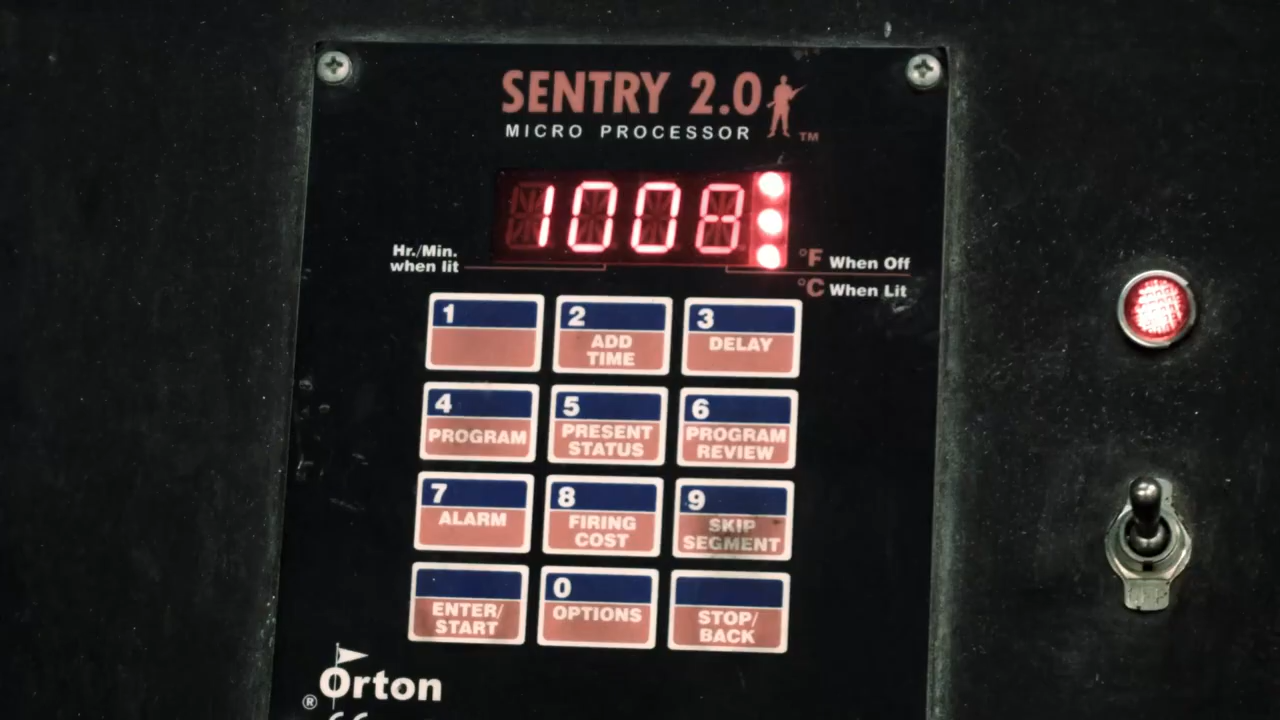 SENTRY 2.0
MICRO PROCESSOR ™
1008
Hr./Min.
when lit
°F When Off
°C When Lit
1
2
ADD
TIME
3
DELAY
4
PROGRAM
5
PRESENT
STATUS
6
PROGRAM
REVIEW
7
ALARM
8
FIRING
COST
9
SKIP
SEGMENT
ENTER/
START
0
OPTIONS
STOP/
BACK
® Orton